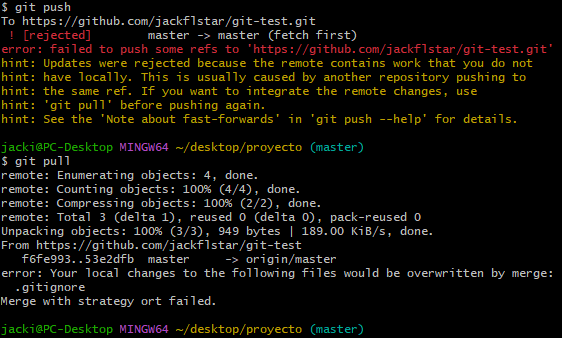 $ git push
To https://github.com/jackflstar/git-test.git
 ! [rejected]        master -> master (fetch first)
error: failed to push some refs to 'https://github.com/jackflstar/git-test.git'
hint: Updates were rejected because the remote contains work that you do not
hint: have locally. This is usually caused by another repository pushing to
hint: the same ref. If you want to integrate the remote changes, use
hint: 'git pull' before pushing again.
hint: See the 'Note about fast-forwards' in 'git push --help' for details.
jacki@PC-Desktop MINGW64 ~/desktop/proyecto (master)
$ git pull
remote: Enumerating objects: 4, done.
remote: Counting objects: 100% (4/4), done.
remote: Compressing objects: 100% (2/2), done.
remote: Total 3 (delta 1), reused 0 (delta 0), pack-reused 0
Unpacking objects: 100% (3/3), 949 bytes | 189.00 KiB/s, done.
From https://github.com/jackflstar/git-test
   f6fe993..53e2dfb  master     -> origin/master
error: Your local changes to the following files would be overwritten by merge:
  .gitignore
Merge with strategy ort failed.
jacki@PC-Desktop MINGW64 ~/desktop/proyecto (master)